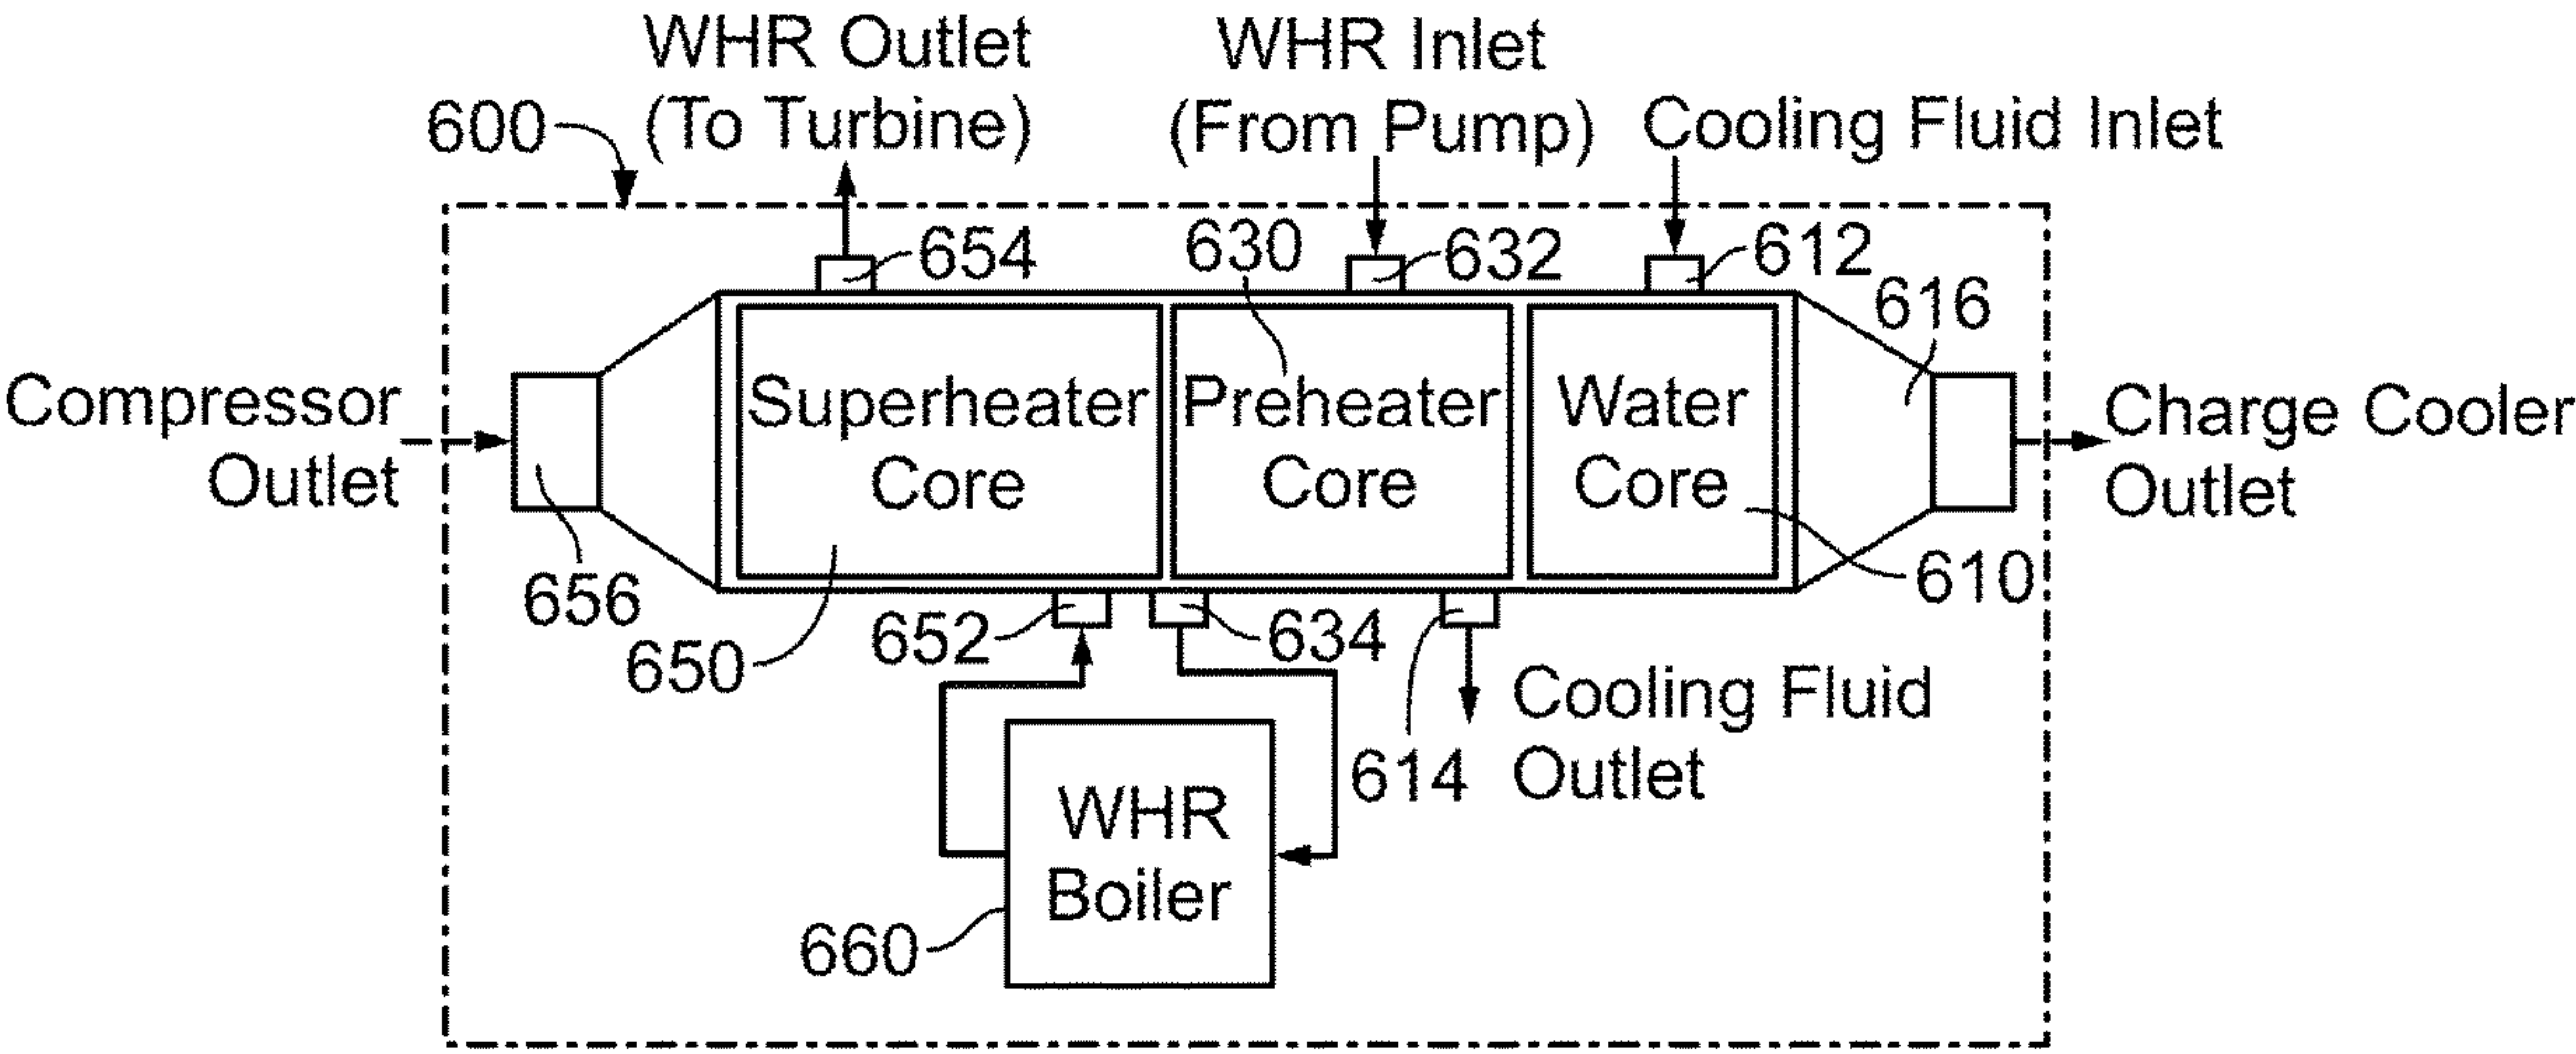 WHR Outlet
(To Turbine)
WHR Inlet
(From Pump)
Cooling Fluid Inlet
600
654
630
632
612
616
Compressor
Outlet
Superheater
Core
Preheater
Core
Water
Core
Charge Cooler
Outlet
656
650
652
634
610
614
Cooling Fluid
Outlet
WHR
Boiler
660